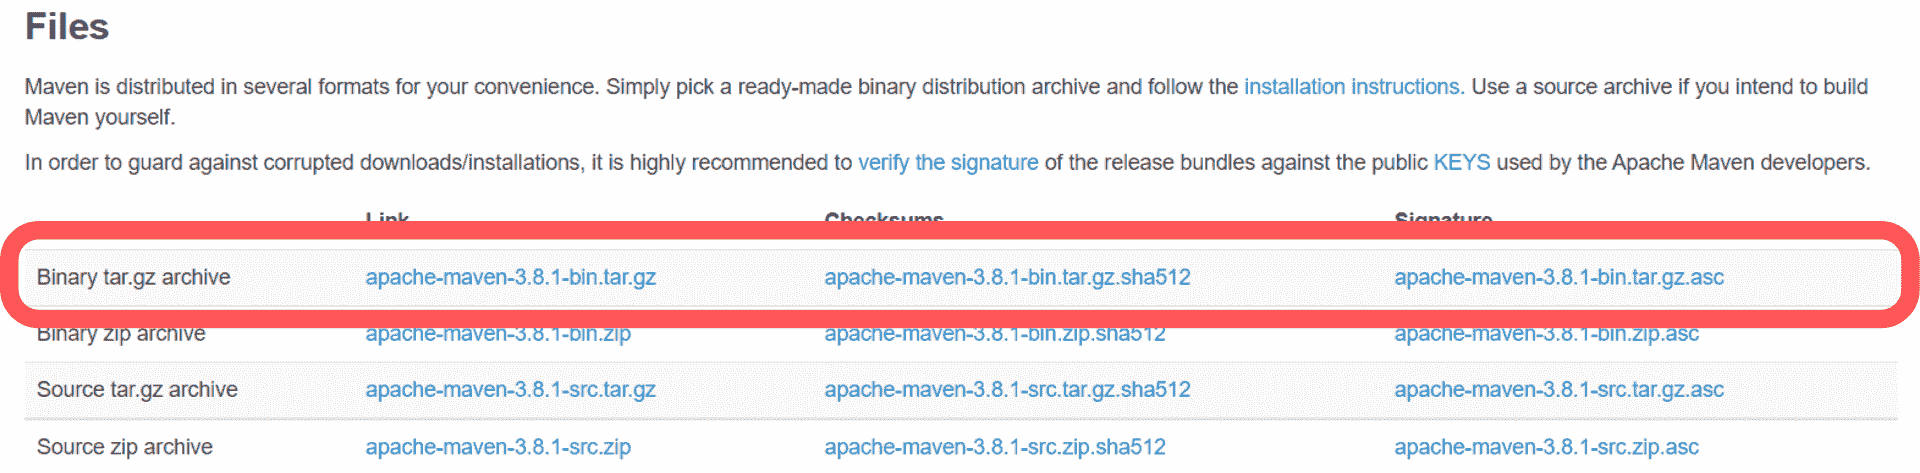 Files
Maven is distributed in several formats for your convenience. Simply pick a ready-made binary distribution archive and follow the installation instructions. Use a source archive if you intend to build
Maven yourself.
In order to guard against corrupted downloads/installations, it is highly recommended to verify the signature of the release bundles against the public KEYS used by the Apache Maven developers.
Link Checksums Signature
Binary tar.gz archive apache-maven-3.8.1-bin.tar.gz apache-maven-3.8.1-bin.tar.gz.sha512 apache-maven-3.8.1-bin.tar.gz.asc
Binary zip archive apache-maven-3.8.1-bin.zip apache-maven-3.8.1-bin.zip.sha512 apache-maven-3.8.1-bin.zip.asc
Source tar.gz archive apache-maven-3.8.1-src.tar.gz apache-maven-3.8.1-src.tar.gz.sha512 apache-maven-3.8.1-src.tar.gz.asc
Source zip archive apache-maven-3.8.1-src.zip apache-maven-3.8.1-src.zip.sha512 apache-maven-3.8.1-src.zip.asc